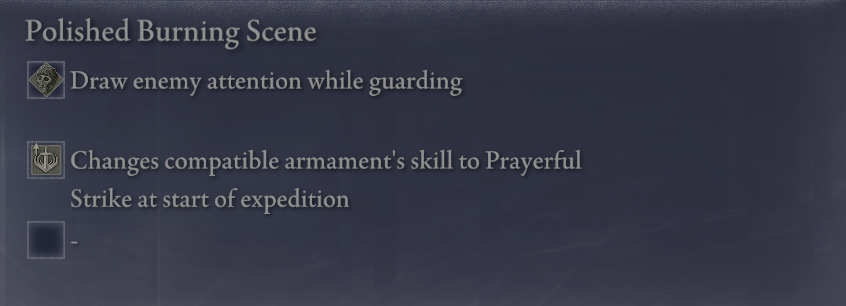 Polished Burning Scene
Draw enemy attention while guarding
Changes compatible armament's skill to Prayerful
Strike at start of expedition
-